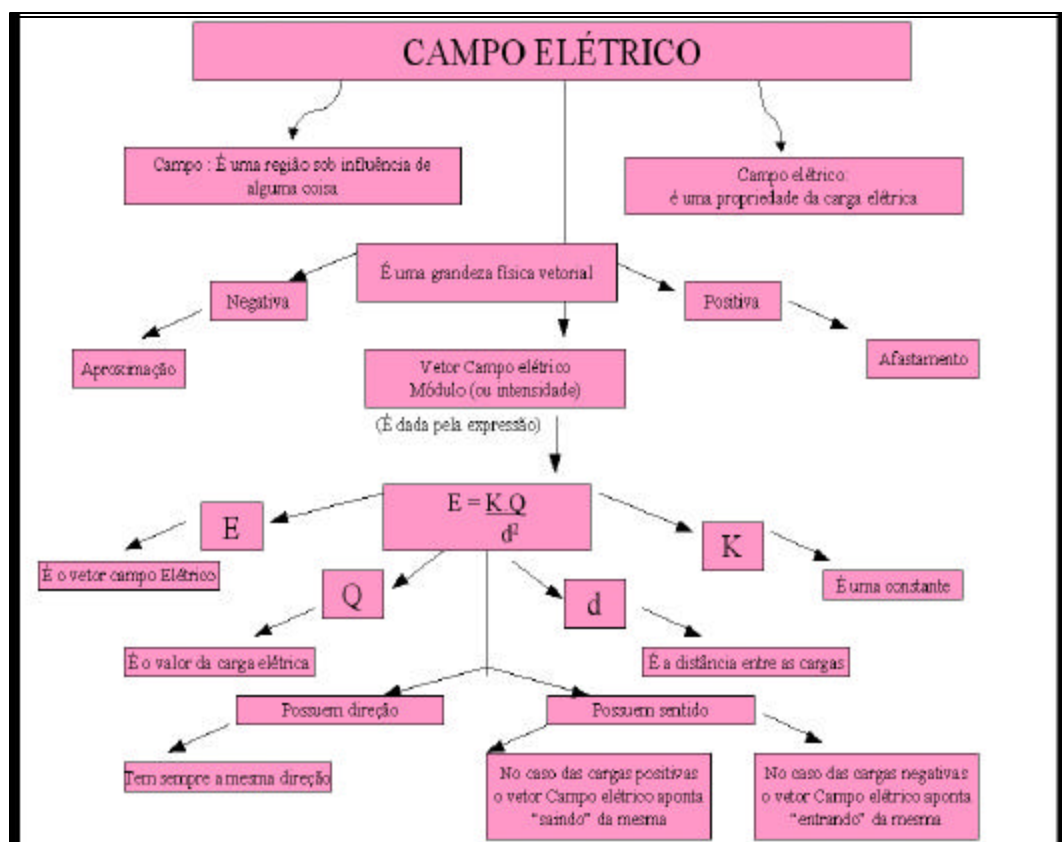 CAMPO ELÉTRICO
Campo : É uma região sob influência de
alguma coisa
Campo elétrico:
é uma propriedade da carga elétrica
É uma grandeza física vetorial
Negativa
Positiva
Aproximação
Afastamento
Vetor Campo elétrico
Módulo (ou intensidade)
(É dada pela expressão)
E = K.Q
d²
E
K
É o vetor campo Elétrico
É uma constante
Q
d
É o valor da carga elétrica
É a distância entre as cargas
Possuem direção
Possuem sentido
Tem sempre a mesma direção
No caso das cargas positivas
o vetor Campo elétrico aponta
“saindo” da mesma
No caso das cargas negativas
o vetor Campo elétrico aponta
“entrando” da mesma